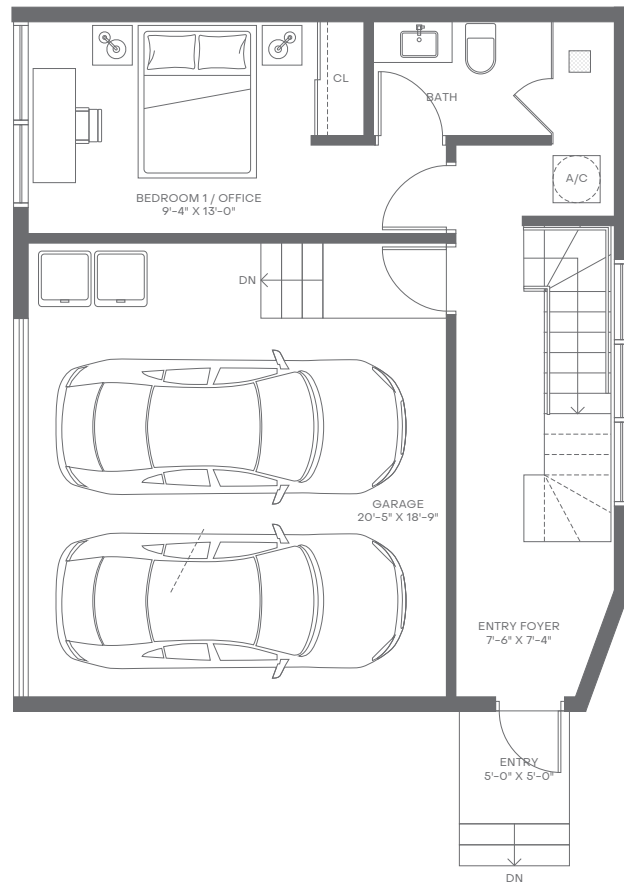 CL
BATH
A/C
BEDROOM 1 / OFFICE
9'-4" X 13'-0"
DN
GARAGE
20'-5" X 18'-9"
ENTRY FOYER
7'-6" X 7'-4"
ENTRY
5'-0" X 5'-0"
DN